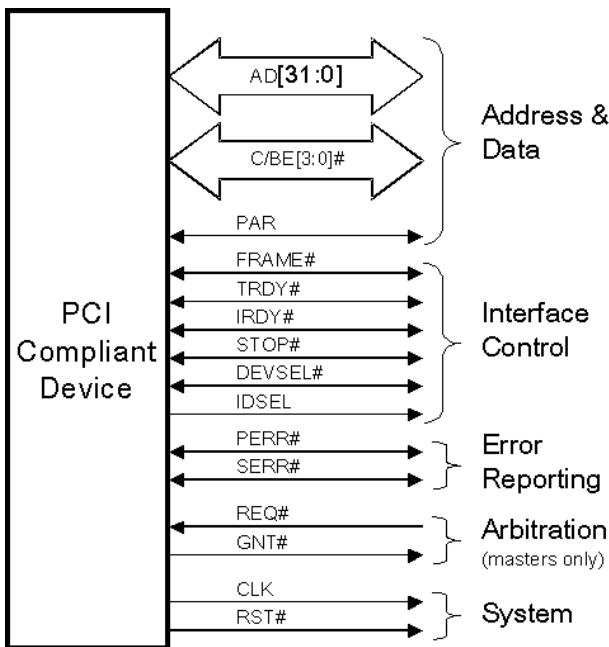 PCI
Compliant
Device
AD[31:0]
C/BE[3:0]#
PAR
Address &
Data
FRAME#
TRDY#
IRDY#
STOP#
DEVSEL#
IDSEL
Interface
Control
PERR#
SERR#
Error
Reporting
REQ#
GNT#
Arbitration
(masters only)
CLK
RST#
System